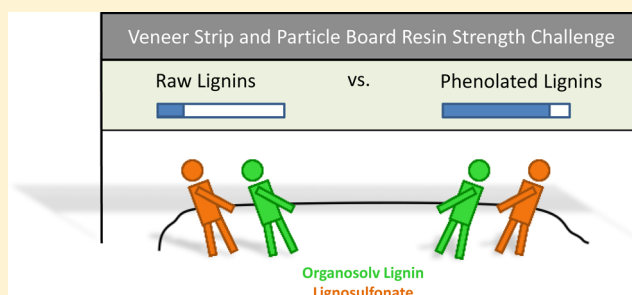 Veneer Strip and Particle Board Resin Strength Challenge
Raw Lignins vs. Phenolated Lignins
Organosolv Lignin
Lignosulfonate